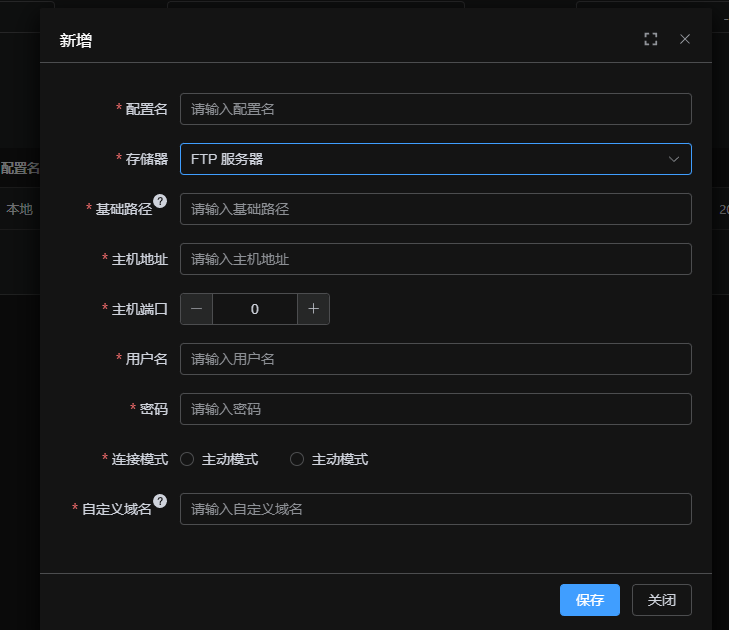 新增
* 配置名 请输入配置名
* 存储器 FTP 服务器
* 基础路径 ? 请输入基础路径
* 主机地址 请输入主机地址
* 主机端口 0
* 用户名 请输入用户名
* 密码 请输入密码
* 连接模式 主动模式 主动模式
* 自定义域名 ? 请输入自定义域名
保存 关闭
配置名
本地
20